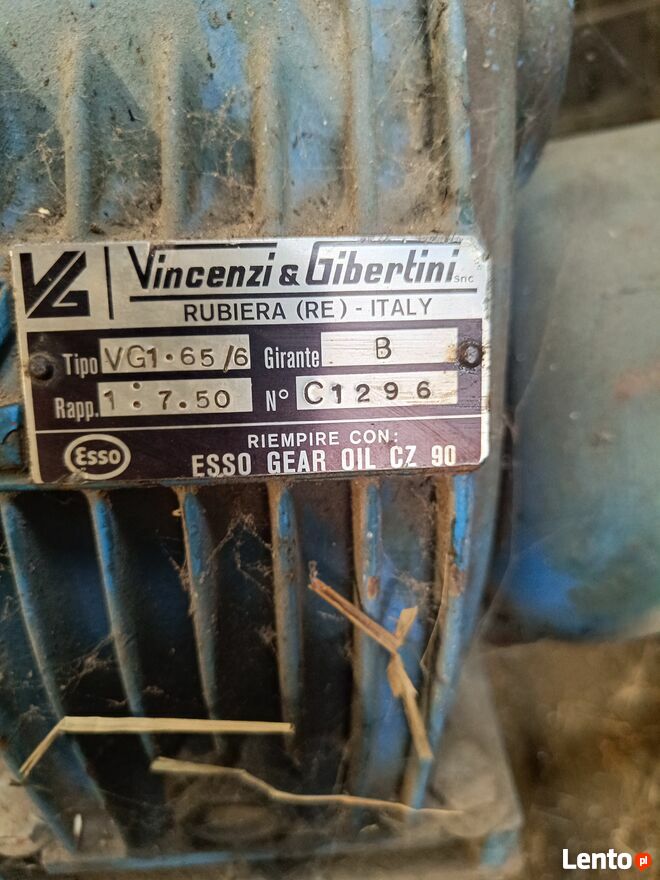 VG Vincenzi & Gibertini snc
RUBIERA (RE) - ITALY
Tipo VG1·65/6 Girante B
Rapp. 1 : 7.50 N° C1296
Esso
RIEMPIRE CON:
ESSO GEAR OIL CZ 90
Lento pl